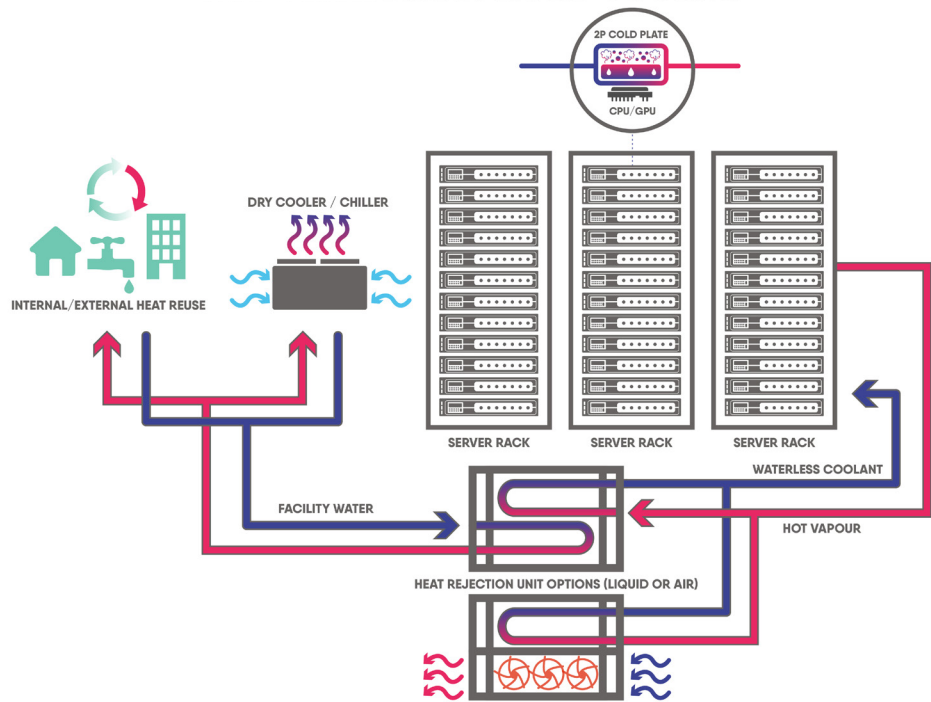 2P COLD PLATE
CPU/GPU
DRY COOLER / CHILLER
INTERNAL/EXTERNAL HEAT REUSE
SERVER RACK
SERVER RACK
SERVER RACK
WATERLESS COOLANT
FACILITY WATER
HOT VAPOUR
HEAT REJECTION UNIT OPTIONS (LIQUID OR AIR)